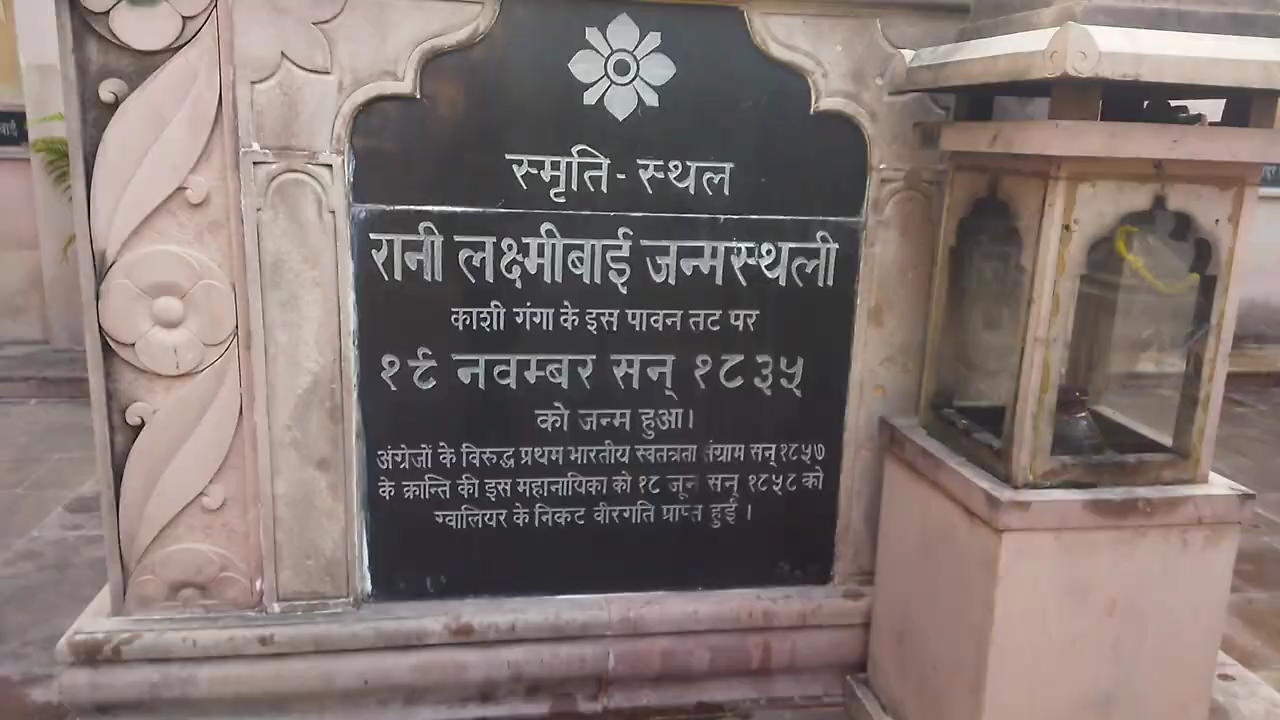 स्मृति - स्थल
रानी लक्ष्मीबाई जन्मस्थली
काशी गंगा के इस पावन तट पर
१९ नवम्बर सन् १८३५
को जन्म हुआ।
अंग्रेजों के विरुद्ध प्रथम भारतीय स्वतत्रता संग्राम सन् १८५७
के क्रान्ति की इस महानायिका को १८ जून सन् १८५८ को
ग्वालियर के निकट वीरगति प्राप्त हुई ।